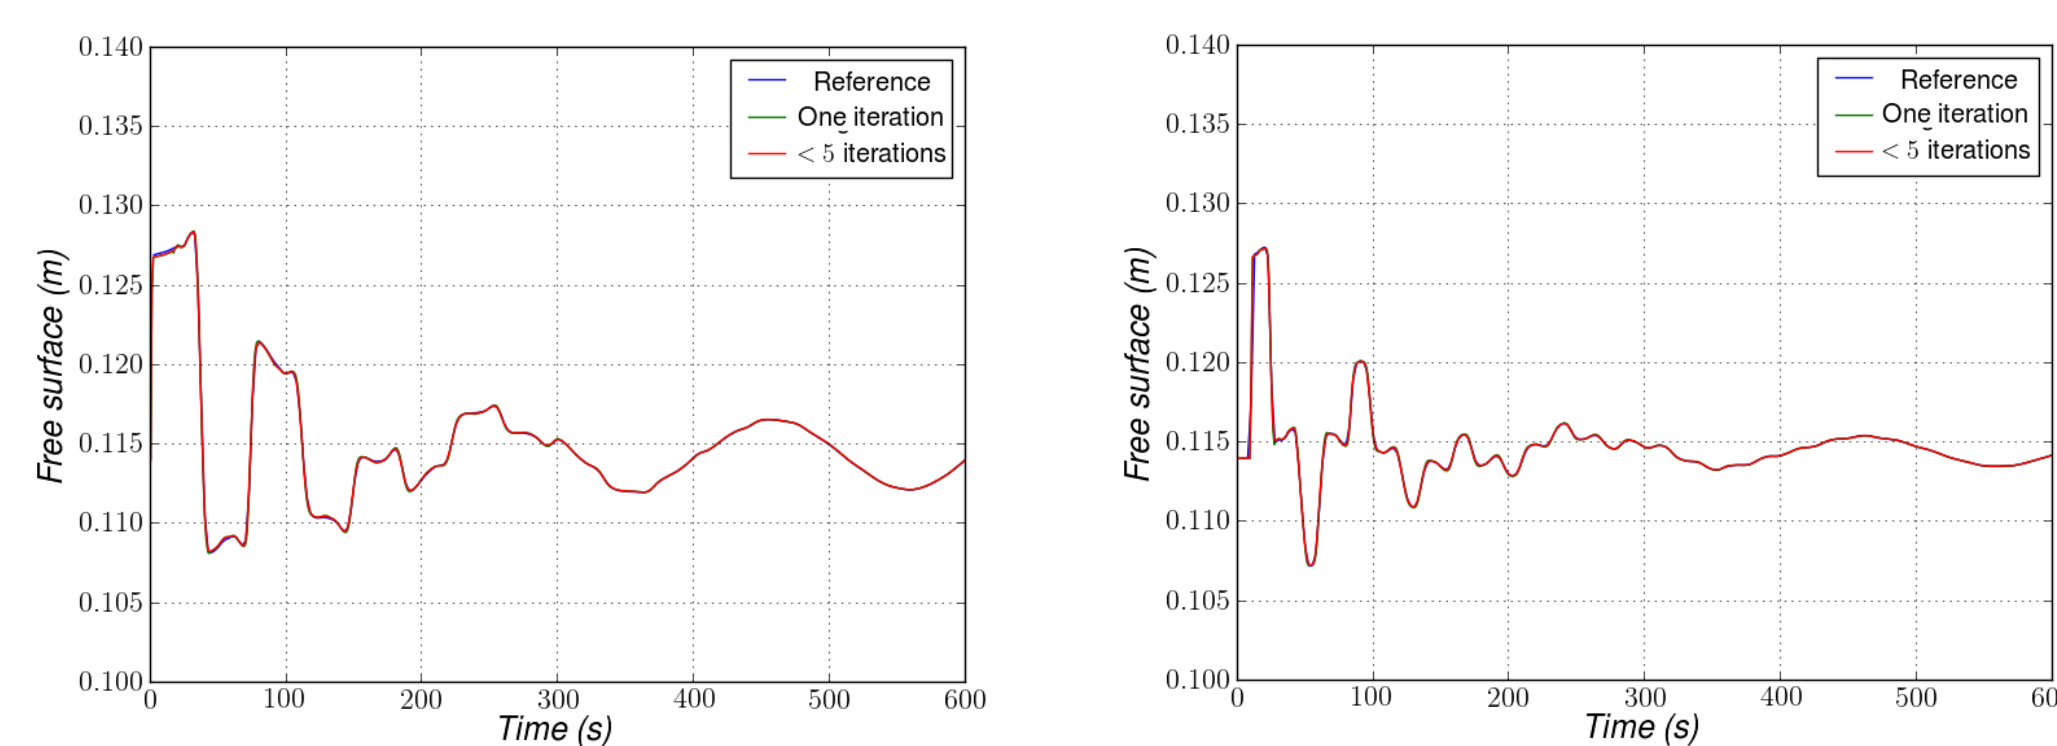 0.140
0.135
0.130
0.125
0.120
0.115
0.110
0.105
0.100
Free surface (m)
Reference
One iteration
< 5 iterations
0 100 200 300 400 500 600
Time (s)
0.140
0.135
0.130
0.125
0.120
0.115
0.110
0.105
0.100
Free surface (m)
Reference
One iteration
< 5 iterations
0 100 200 300 400 500 60
Time (s)